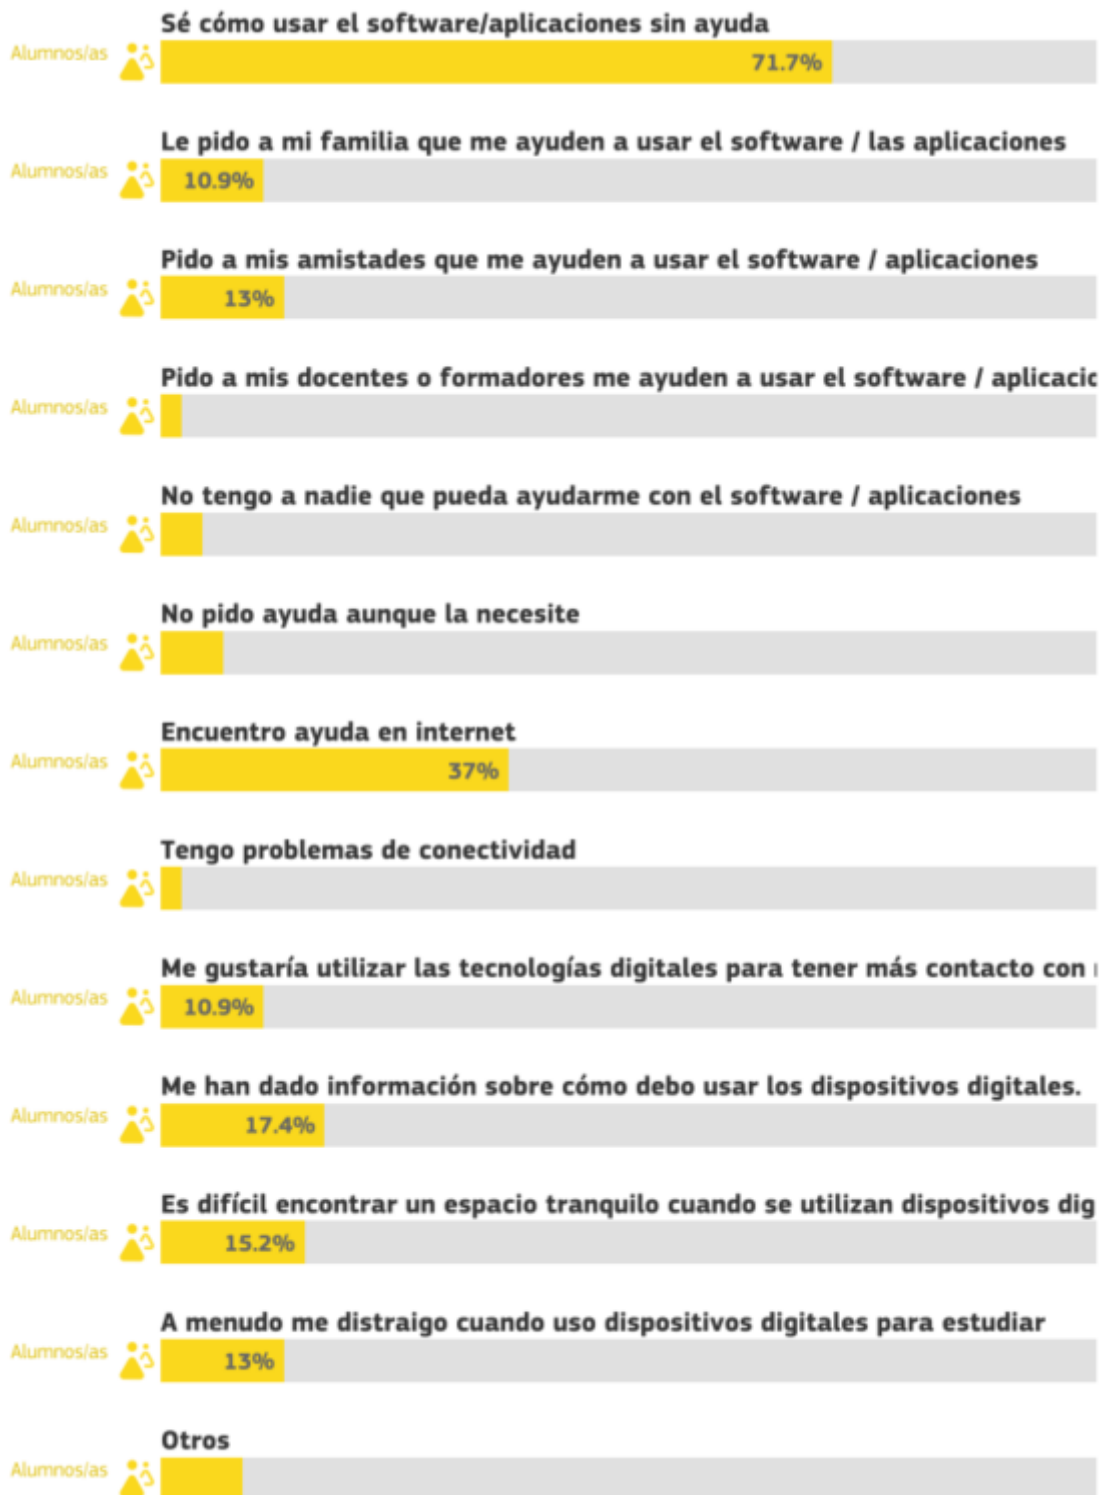 Sé cómo usar el software/aplicaciones sin ayuda
Alumnos/as
71.7%
Le pido a mi familia que me ayuden a usar el software / las aplicaciones
Alumnos/as
10.9%
Pido a mis amistades que me ayuden a usar el software / aplicaciones
Alumnos/as
13%
Pido a mis docentes o formadores me ayuden a usar el software / aplicacio
Alumnos/as
No tengo a nadie que pueda ayudarme con el software / aplicaciones
Alumnos/as
No pido ayuda aunque la necesite
Alumnos/as
Encuentro ayuda en internet
Alumnos/as
37%
Tengo problemas de conectividad
Alumnos/as
Me gustaría utilizar las tecnologías digitales para tener más contacto con
Alumnos/as
10.9%
Me han dado información sobre cómo debo usar los dispositivos digitales.
Alumnos/as
17.4%
Es difícil encontrar un espacio tranquilo cuando se utilizan dispositivos dig
Alumnos/as
15.2%
A menudo me distraigo cuando uso dispositivos digitales para estudiar
Alumnos/as
13%
Otros
Alumnos/as